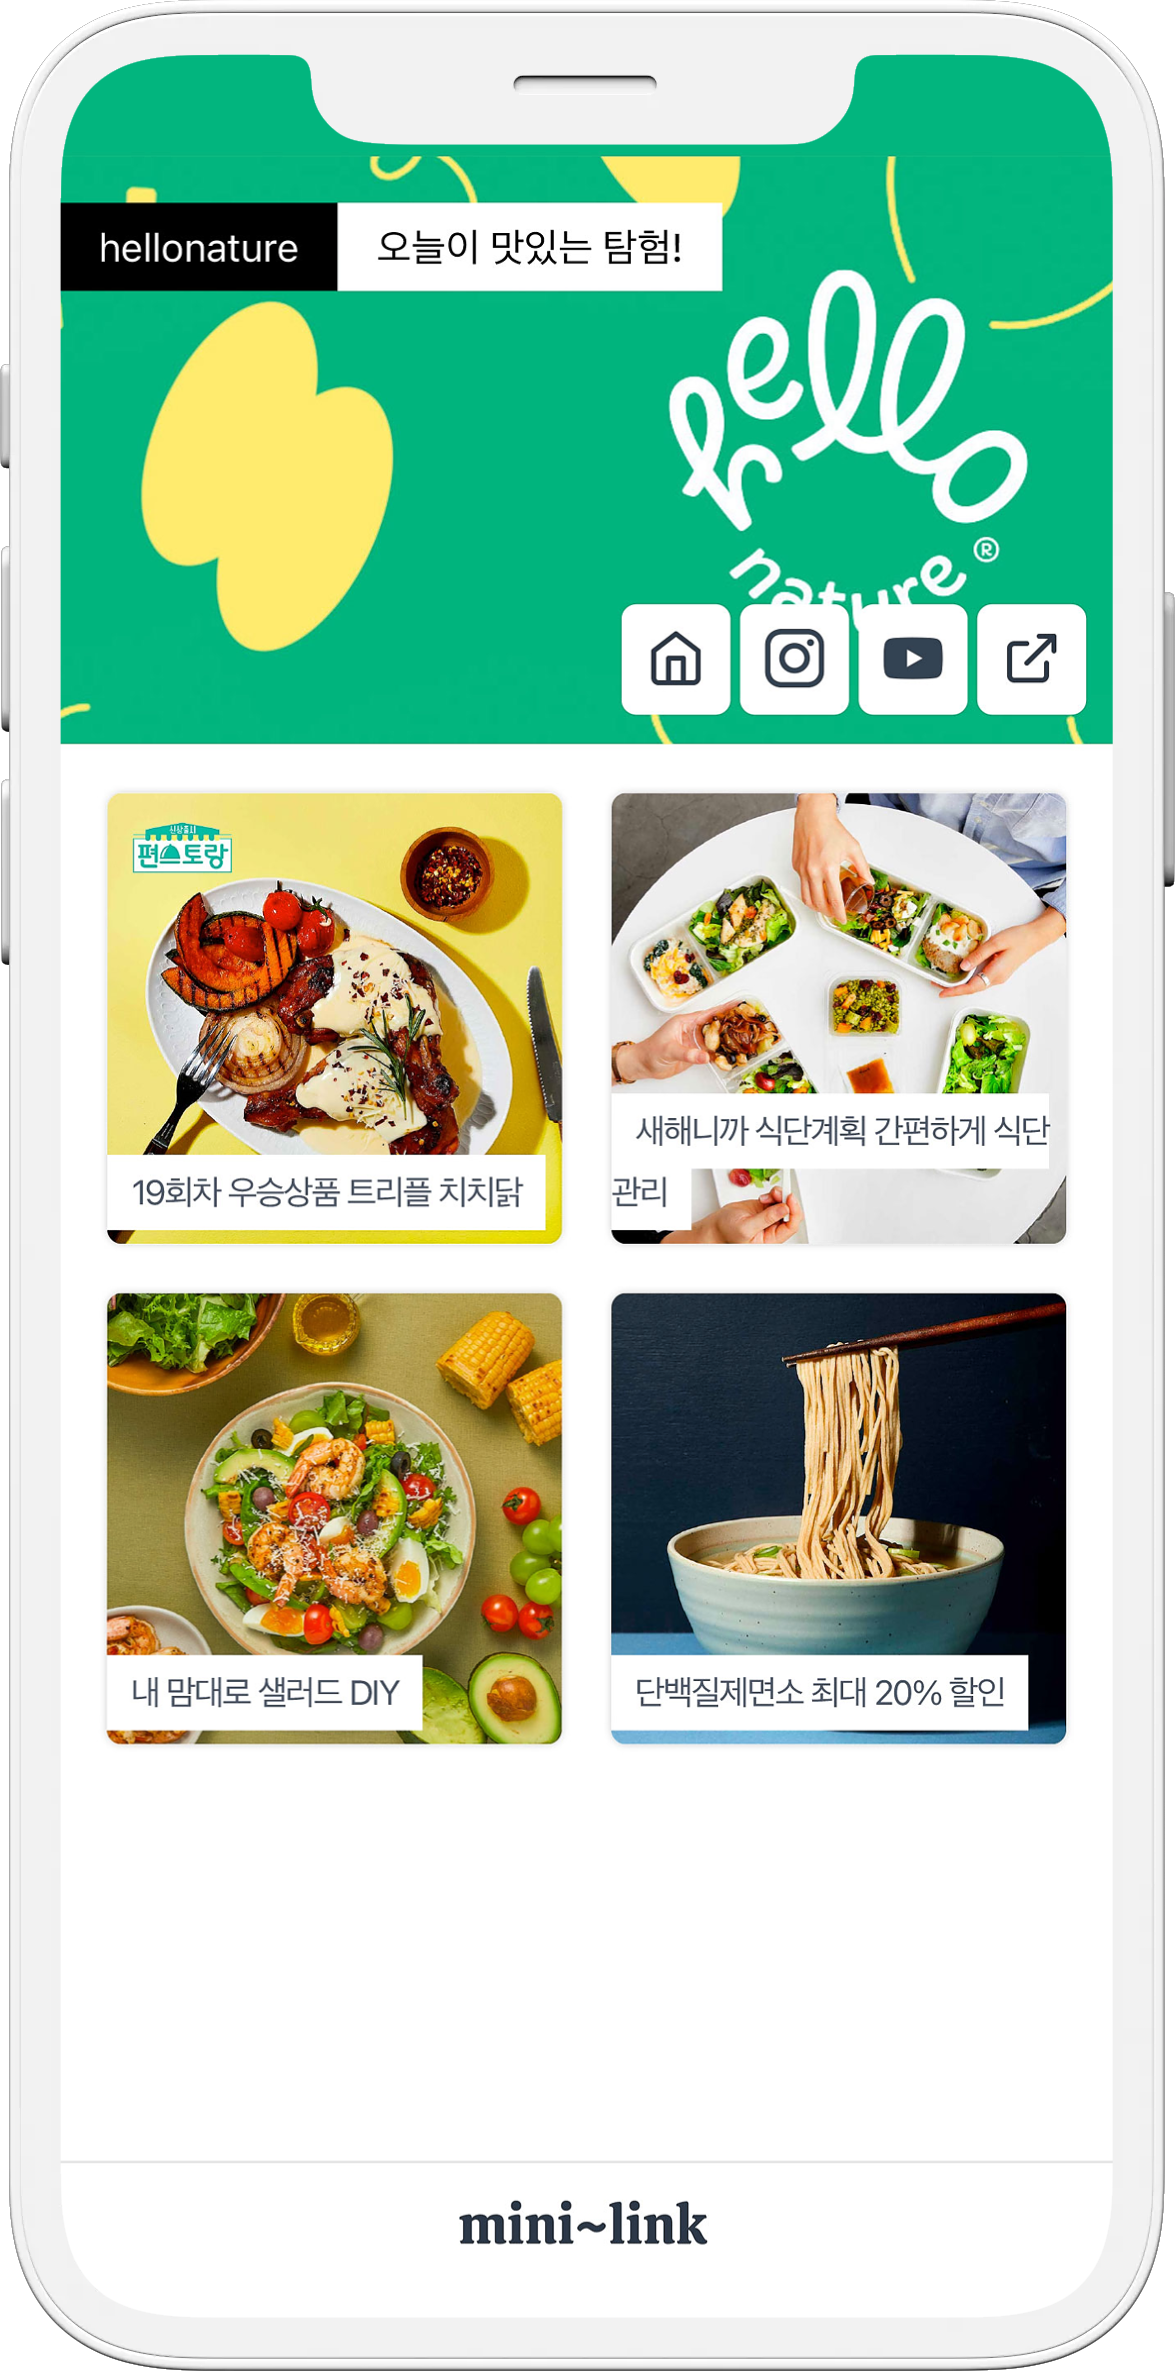 hellonature 오늘이 맛있는 탐험!
hello
nature ®
신상출시
편스토랑
19회차 우승상품 트리플 치치닭
새해니까 식단계획 간편하게 식단
관리
내 맘대로 샐러드 DIY
단백질제면소 최대 20% 할인
mini~link